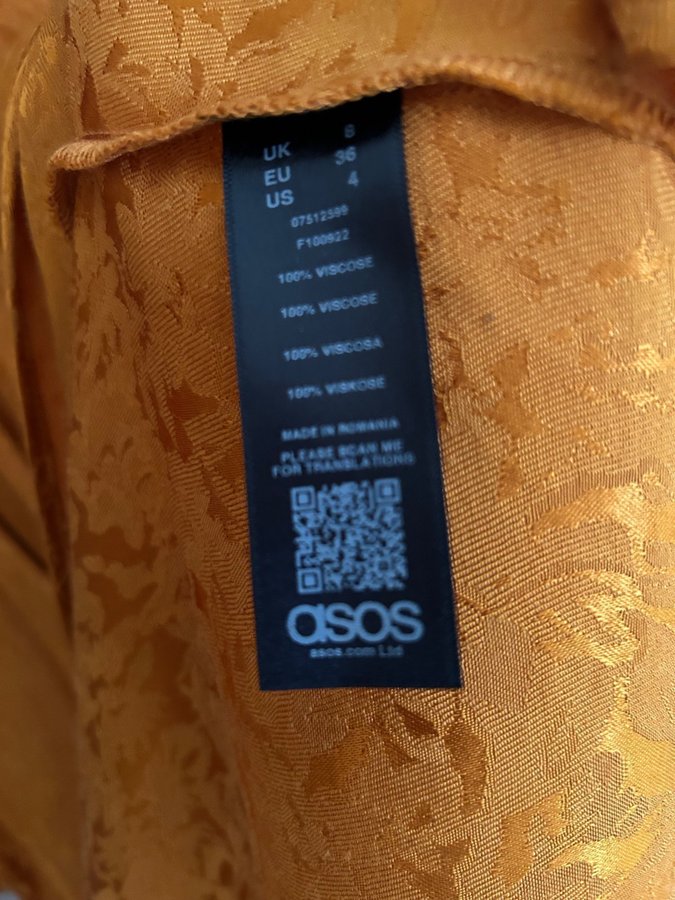 UK 8
EU 36
US 4
07512599
F100922
100% VISCOSE
100% VISCOSE
100% VISCOSA
100% VISKOSE
MADE IN ROMANIA
PLEASE SCAN ME
FOR TRANSLATIONS
asos
asos.com Ltd